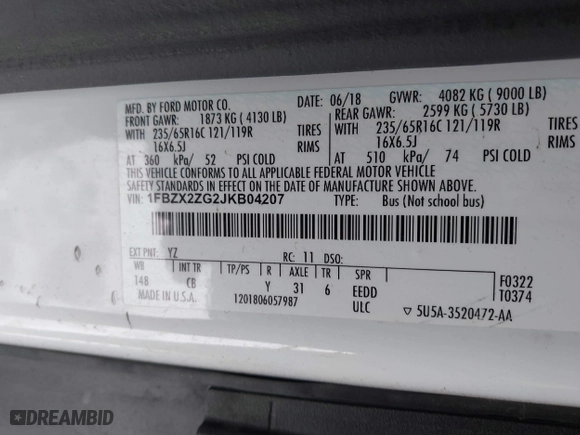 MFD. BY FORD MOTOR CO.
DATE: 06/18 GVWR: 4082 KG ( 9000 LB)
FRONT GAWR: 1873 KG ( 4130 LB)
REAR GAWR: 2599 KG ( 5730 LB)
WITH 235/65R16C 121/119R TIRES
WITH 235/65R16C 121/119R TIRES
16X6.5J RIMS
16X6.5J RIMS
AT 360 kPa/ 52 PSI COLD
AT 510 kPa/ 74 PSI COLD
THIS VEHICLE CONFORMS TO ALL APPLICABLE FEDERAL MOTOR VEHICLE
SAFETY STANDARDS IN EFFECT ON THE DATE OF MANUFACTURE SHOWN ABOVE.
VIN: 1FBZX2ZG2JKB04207
TYPE: Bus (Not school bus)
EXT PNT: YZ RC: 11 DSO:
WB INT TR TP/PS R AXLE TR SPR
T48 CB Y 31 6 EEDD
ULC
F0322
T0374
MADE IN U.S.A. 1201806057987
▽ 5U5A-3520472-AA
DREAMBID